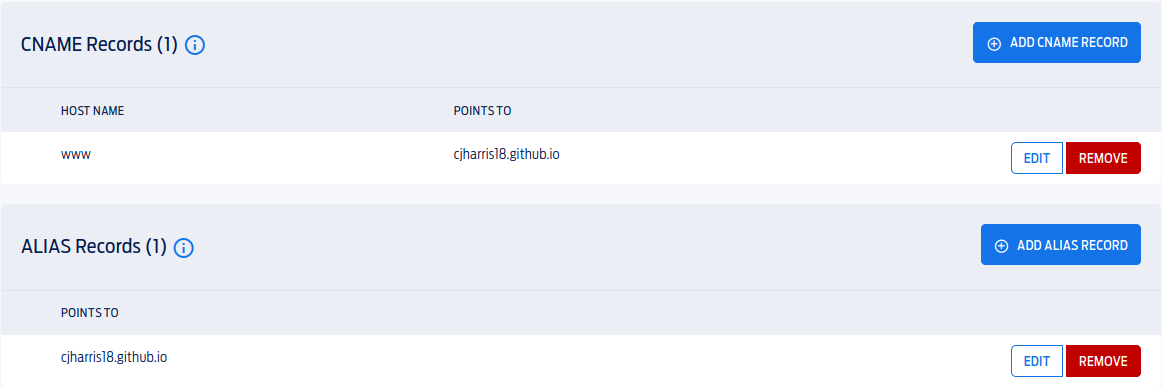 CNAME Records (1)
ADD CNAME RECORD
HOST NAME POINTS TO
www cjharris18.github.io
EDIT REMOVE
ALIAS Records (1)
ADD ALIAS RECORD
POINTS TO
cjharris18.github.io
EDIT REMOVE